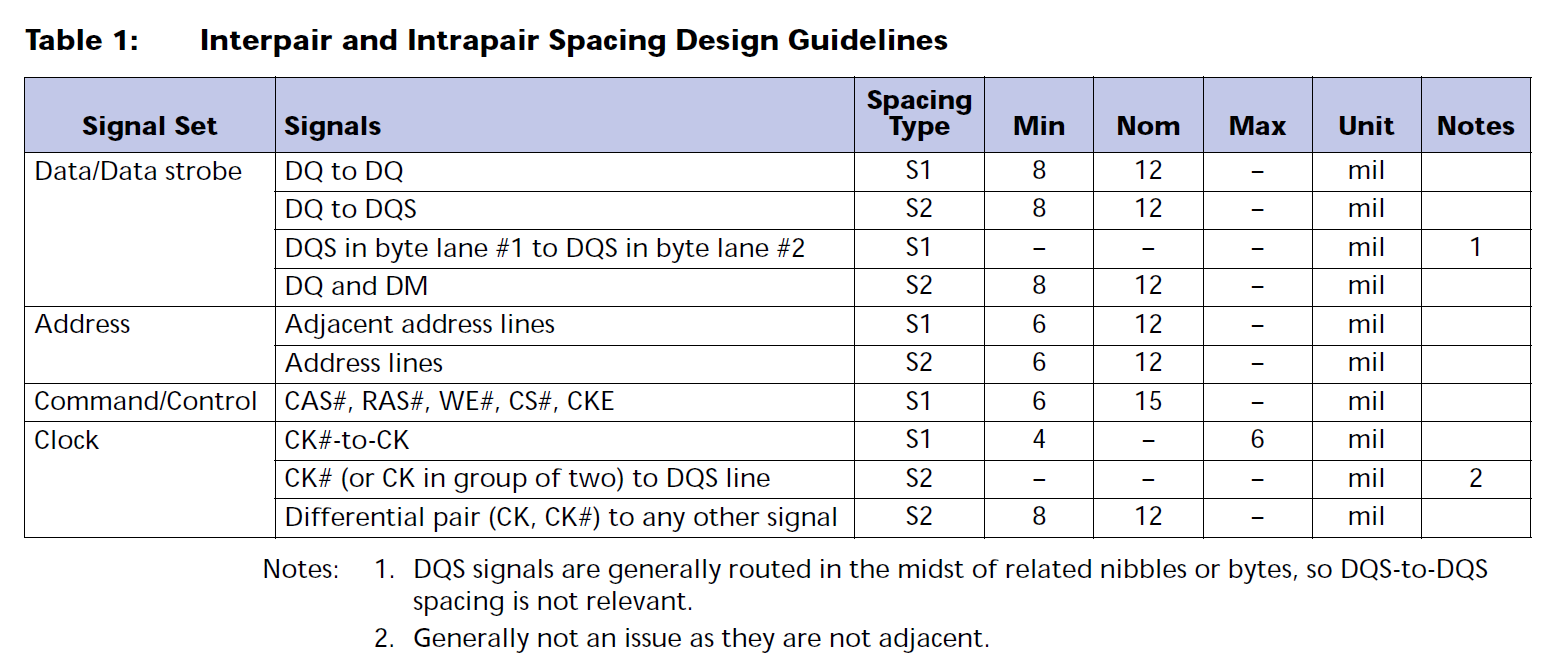 Table 1: Interpair and Intrapair Spacing Design Guidelines
Signal Set Signals Spacing Type Min Nom Max Unit Notes
Data/Data strobe DQ to DQ S1 8 12 – mil
DQ to DQS S2 8 12 – mil
DQS in byte lane #1 to DQS in byte lane #2 S1 – – – mil 1
DQ and DM S2 8 12 – mil
Address Adjacent address lines S1 6 12 – mil
Address lines S2 6 12 – mil
Command/Control CAS#, RAS#, WE#, CS#, CKE S1 6 15 – mil
Clock CK#-to-CK S1 4 – 6 mil
CK# (or CK in group of two) to DQS line S2 – – – mil 2
Differential pair (CK, CK#) to any other signal S2 8 12 – mil
Notes: 1. DQS signals are generally routed in the midst of related nibbles or bytes, so DQS-to-DQS
spacing is not relevant.
2. Generally not an issue as they are not adjacent.